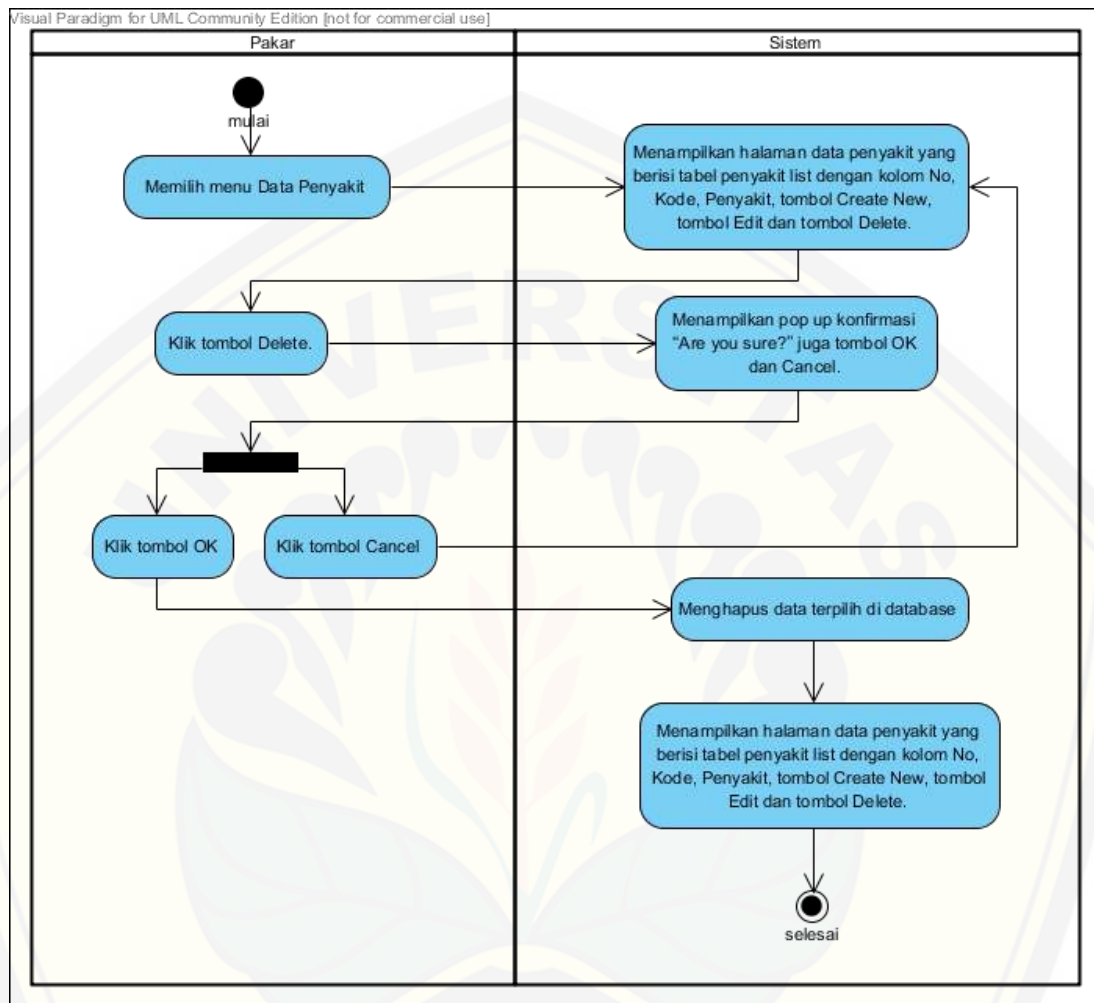 Visual Paradigm for UML Community Edition [not for commercial use]
Pakar
Sistem
mulai
Memilih menu Data Penyakit
Menampilkan halaman data penyakit yang
berisi tabel penyakit list dengan kolom No,
Kode, Penyakit, tombol Create New,
tombol Edit dan tombol Delete.
Klik tombol Delete.
Menampilkan pop up konfirmasi
“Are you sure?” juga tombol OK
dan Cancel.
Klik tombol OK
Klik tombol Cancel
Menghapus data terpilih di database
Menampilkan halaman data penyakit yang
berisi tabel penyakit list dengan kolom No,
Kode, Penyakit, tombol Create New, tombol
Edit dan tombol Delete.
selesai
UNIVERSITAS